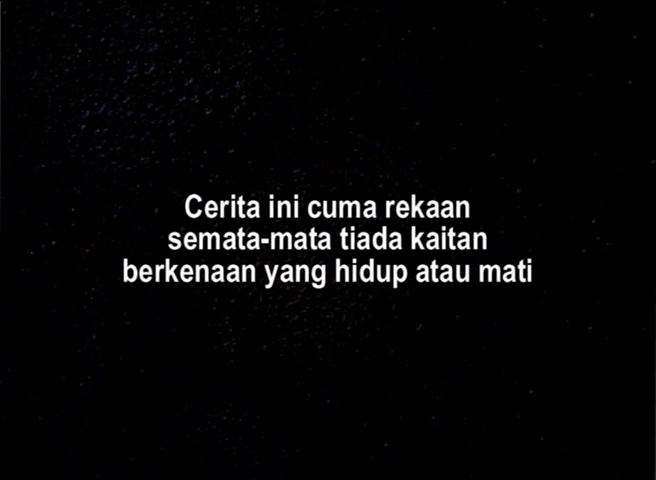 Cerita ini cuma rekaan
semata-mata tiada kaitan
berkenaan yang hidup atau mati